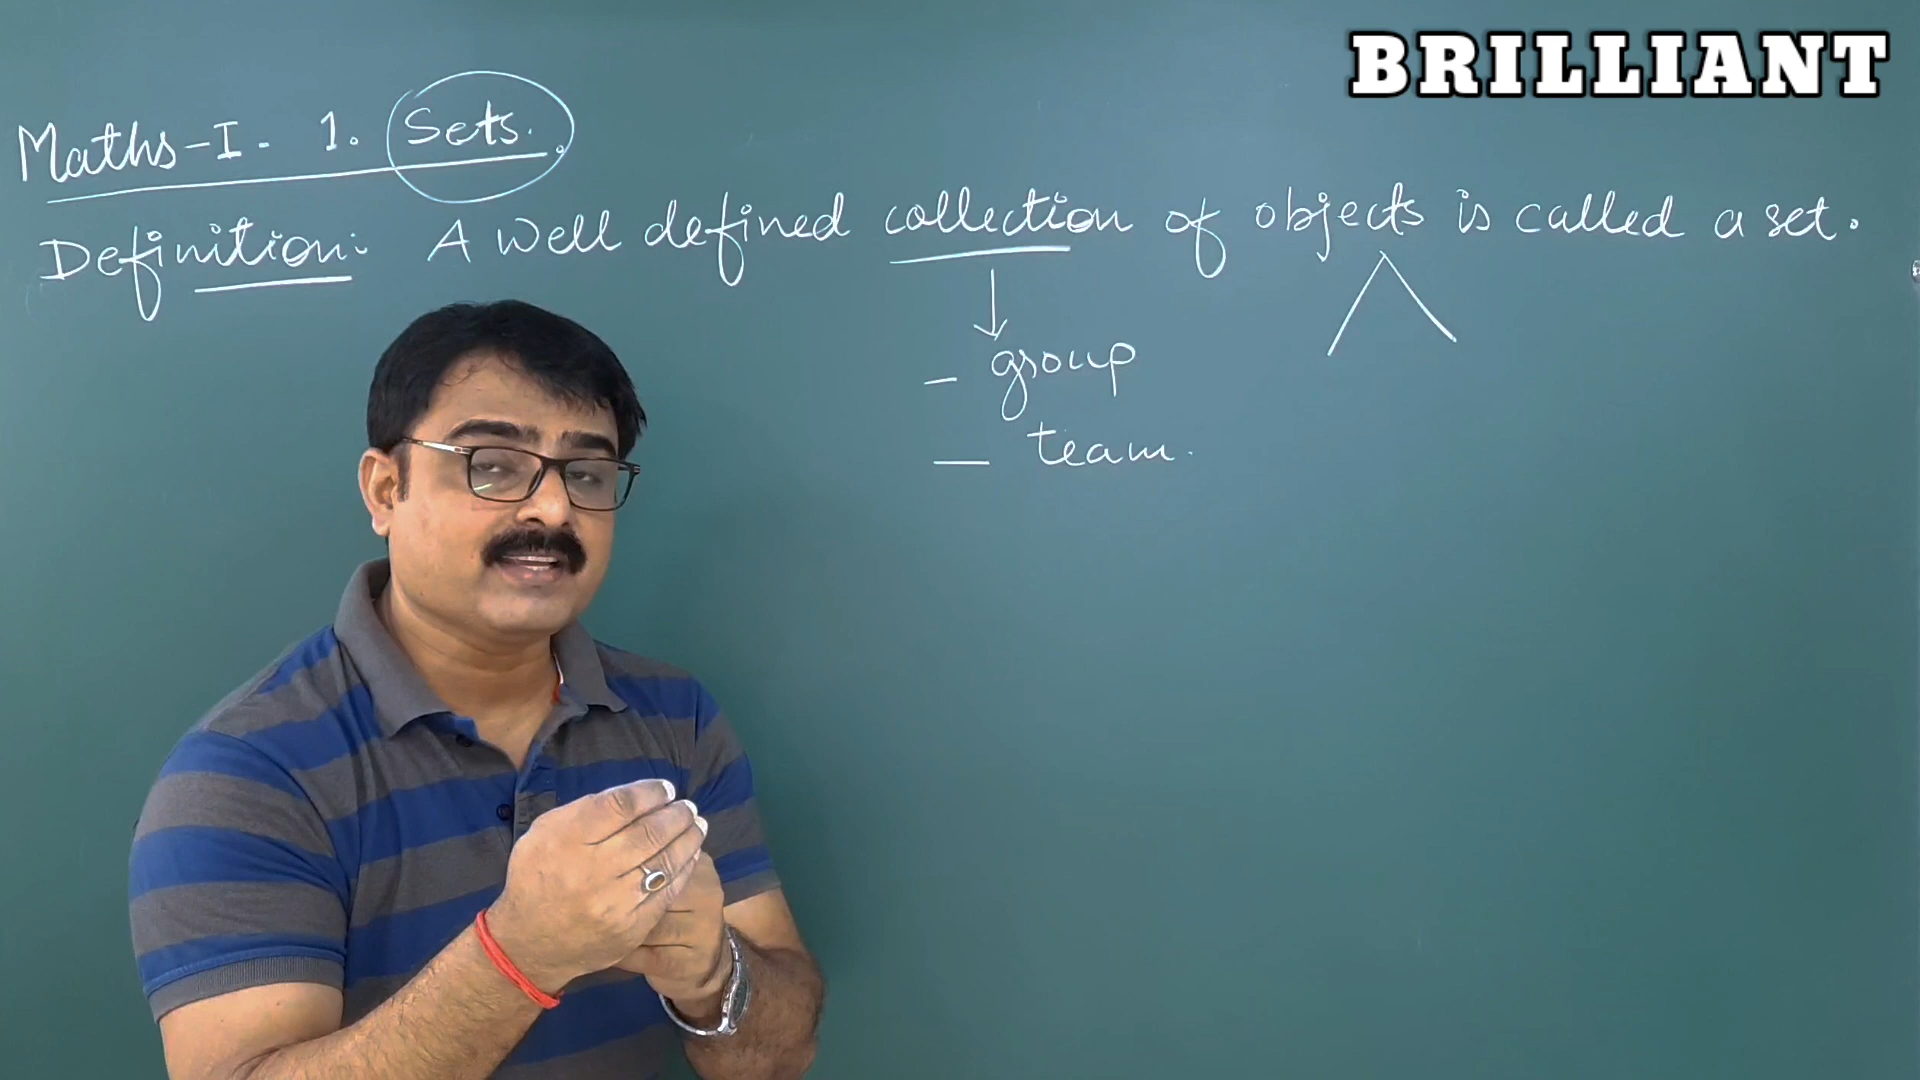 BRILLIANT
Maths-I. 1. Sets.
Definition: A well defined collection of objects is called a set.
- group
- team.